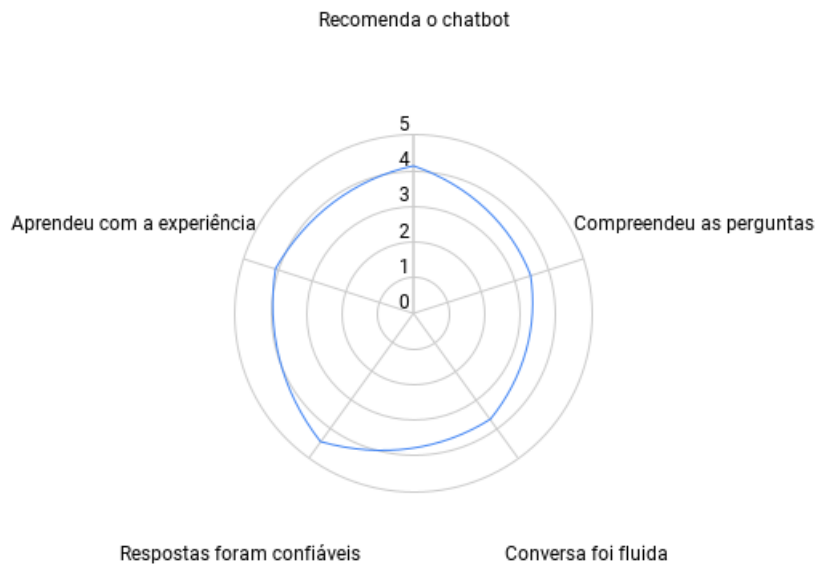 Recomenda o chatbot
5
4
3
2
1
0
Aprendeu com a experiência
Compreendeu as perguntas
Respostas foram confiáveis
Conversa foi fluida